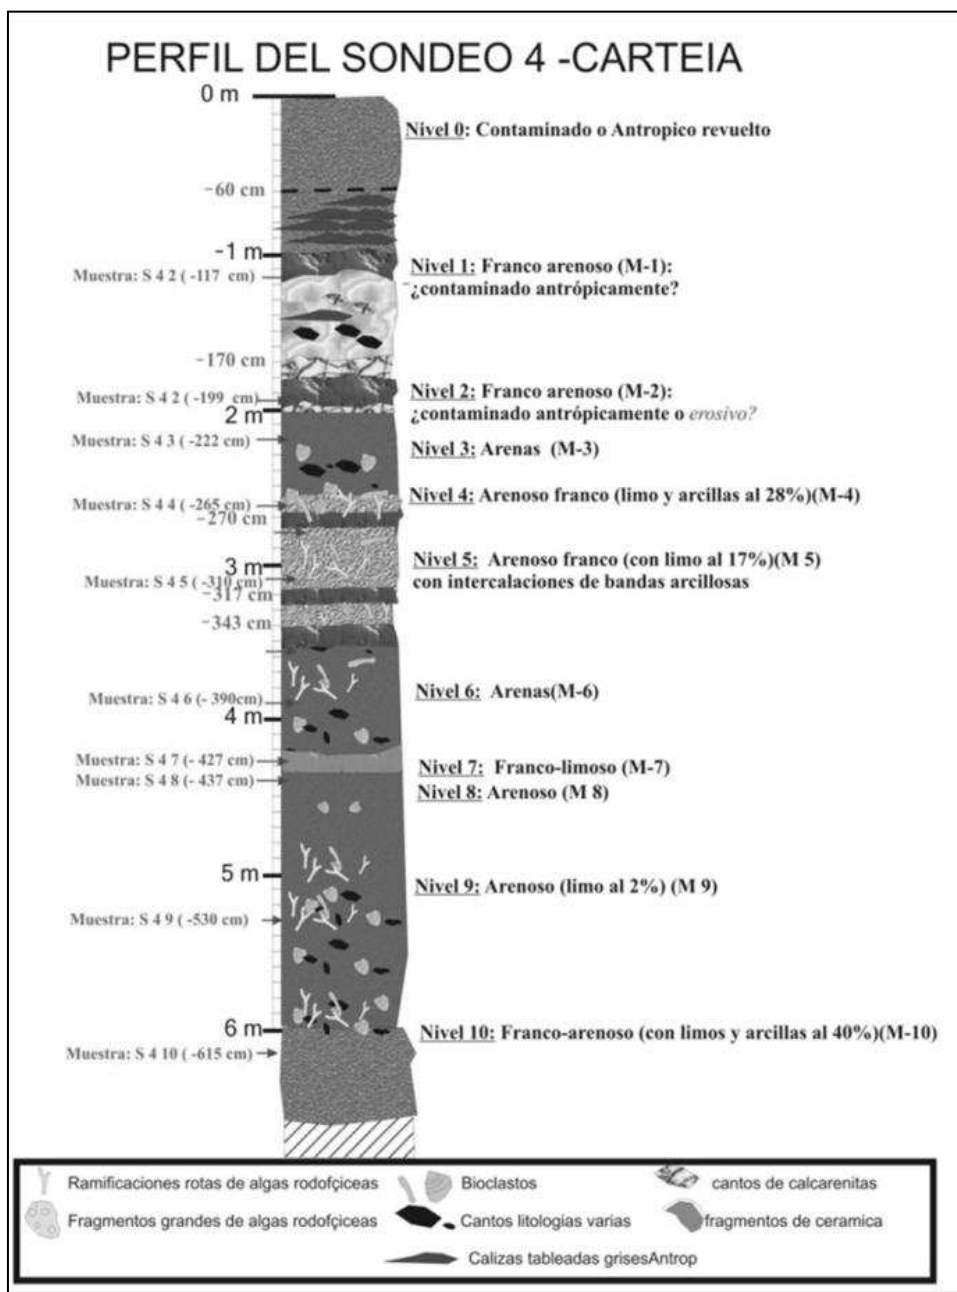 PERFIL DEL SONDEO 4 -CARTEIA
0 m
Nivel 0: Contaminado o Antropico revuelto
-60 cm
-1 m
Nivel 1: Franco arenoso (M-1):
¿contaminado antrópicamente?
Muestra: S 4 2 ( -117 cm)
-170 cm
Nivel 2: Franco arenoso (M-2):
¿contaminado antrópicamente o erosivo?
Muestra: S 4 2 ( -199 cm)
2 m
Muestra: S 4 3 ( -222 cm)
Nivel 3: Arenas (M-3)
Nivel 4: Arenoso franco (limo y arcillas al 28%)(M-4)
Muestra: S 4 4 ( -265 cm)
-270 cm
Nivel 5: Arenoso franco (con limo al 17%)(M 5)
con intercalaciones de bandas arcillosas
3 m
Muestra: S 4 5 ( -310 cm)
-317 cm
-343 cm
Nivel 6: Arenas(M-6)
Muestra: S 4 6 (- 390cm)
4 m
Muestra: S 4 7 (- 427 cm)
Nivel 7: Franco-limoso (M-7)
Muestra: S 4 8 (- 437 cm)
Nivel 8: Arenoso (M 8)
5 m
Nivel 9: Arenoso (limo al 2%) (M 9)
Muestra: S 4 9 ( -530 cm)
6 m
Nivel 10: Franco-arenoso (con limos y arcillas al 40%)(M-10)
Muestra: S 4 10 ( -615 cm)
Ramificaciones rotas de algas rodofçiceas
Bioclastos
cantos de calcarenitas
Fragmentos grandes de algas rodofçiceas
Cantos litologias varias
fragmentos de ceramica
Calizas tableadas grisesAntrop